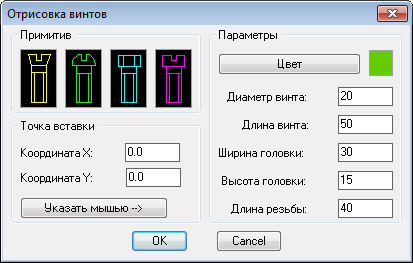 Отрисовка винтов
Примитив
Точка вставки
Координата X: 0.0
Координата Y: 0.0
Указать мышью -->
Параметры
Цвет
Диаметр винта: 20
Длина винта: 50
Ширина головки: 30
Высота головки: 15
Длина резьбы: 40
OK
Cancel